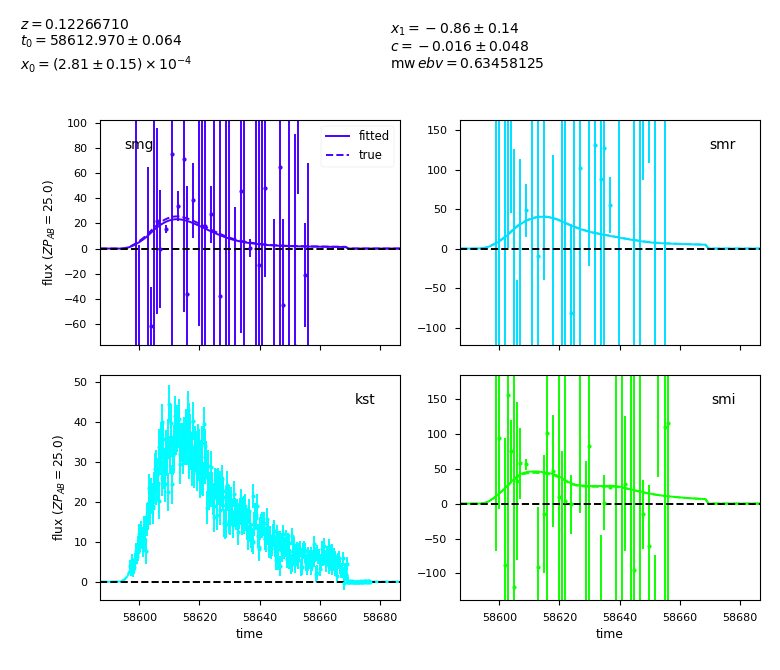 z = 0.12266710
t0 = 58612.970 ± 0.064
x0 = (2.81 ± 0.15) × 10^−4
x1 = −0.86 ± 0.14
c = −0.016 ± 0.048
mw ebv = 0.63458125
smg
fitted
true
100
80
60
40
20
0
−20
−40
−60
flux (ZP_AB = 25.0)
smr
150
100
50
0
−50
−100
kst
50
40
30
20
10
0
flux (ZP_AB = 25.0)
58600 58620 58640 58660 58680
time
smi
150
100
50
0
−50
−100
58600 58620 58640 58660 58680
time